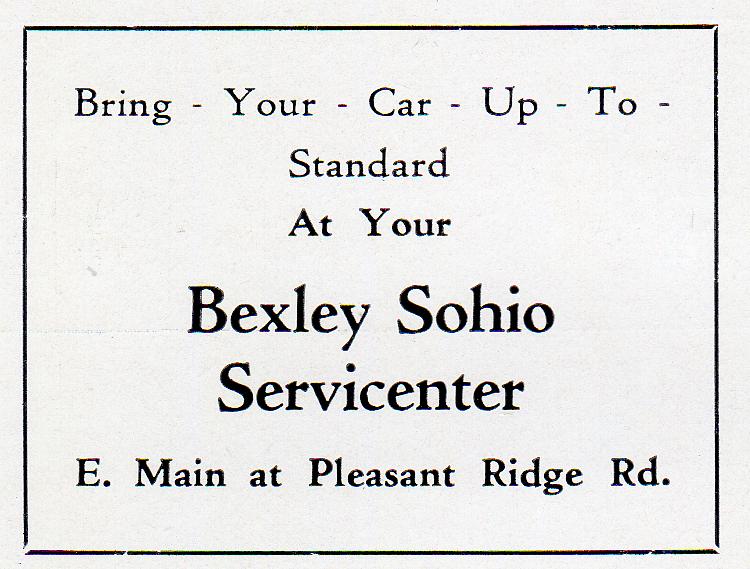 Bring - Your - Car - Up - To -
Standard
At Your
Bexley Sohio
Servicenter
E. Main at Pleasant Ridge Rd.